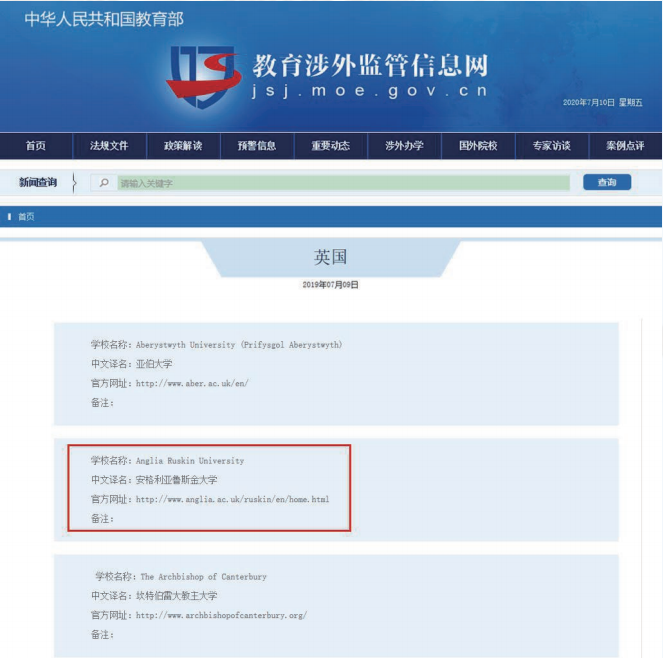 中华人民共和国教育部
教育涉外监管信息网
jsj.moe.gov.cn
2020年7月10日 星期五
首页 法规文件 政策解读 预警信息 重要动态 涉外办学 国外院校 专家访谈 案例点评
新闻查询 请输入关键字 查询
首页
英国
2019年07月09日
学校名称：Aberystwyth University (Prifysgol Aberystwyth)
中文译名：亚伯大学
官方网址：http://www.aber.ac.uk/en/
备注：
学校名称：Anglia Ruskin University
中文译名：安格利亚鲁斯金大学
官方网址：http://www.anglia.ac.uk/ruskin/en/home.html
备注：
学校名称：The Archbishop of Canterbury
中文译名：坎特伯雷大教主大学
官方网址：http://www.archbishopofcanterbury.org/
备注：